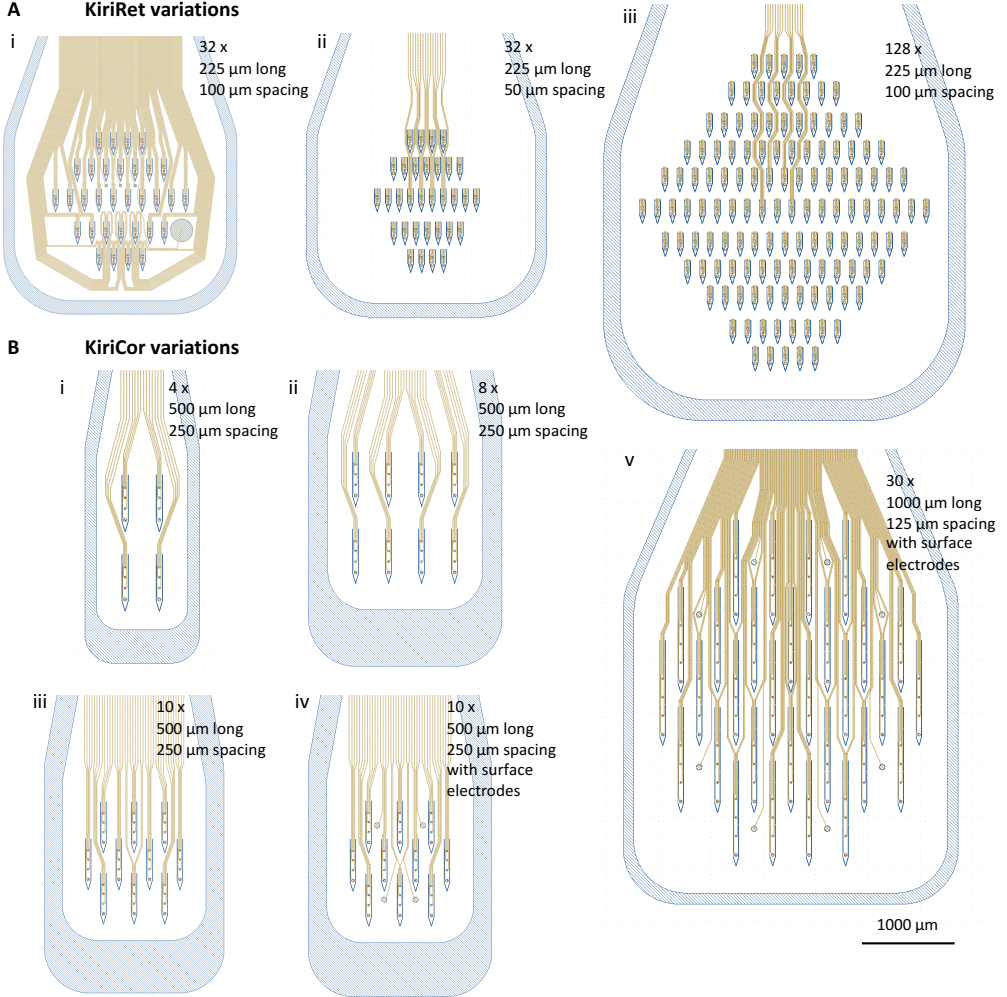 A KiriRet variations
i
32 x
225 µm long
100 µm spacing
ii
32 x
225 µm long
50 µm spacing
iii
128 x
225 µm long
100 µm spacing
B KiriCor variations
i
4 x
500 µm long
250 µm spacing
ii
8 x
500 µm long
250 µm spacing
iii
10 x
500 µm long
250 µm spacing
iv
10 x
500 µm long
250 µm spacing
with surface
electrodes
v
30 x
1000 µm long
125 µm spacing
with surface
electrodes
1000 µm